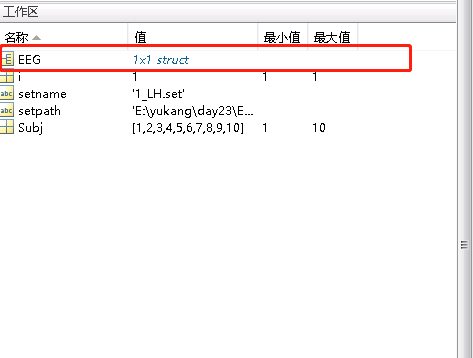 工作区
名称 值 最小值 最大值
EEG 1x1 struct
i 1 1 1
setname '1_LH.set'
setpath 'E:\yukang\day23\E...
Subj [1,2,3,4,5,6,7,8,9,10] 1 10